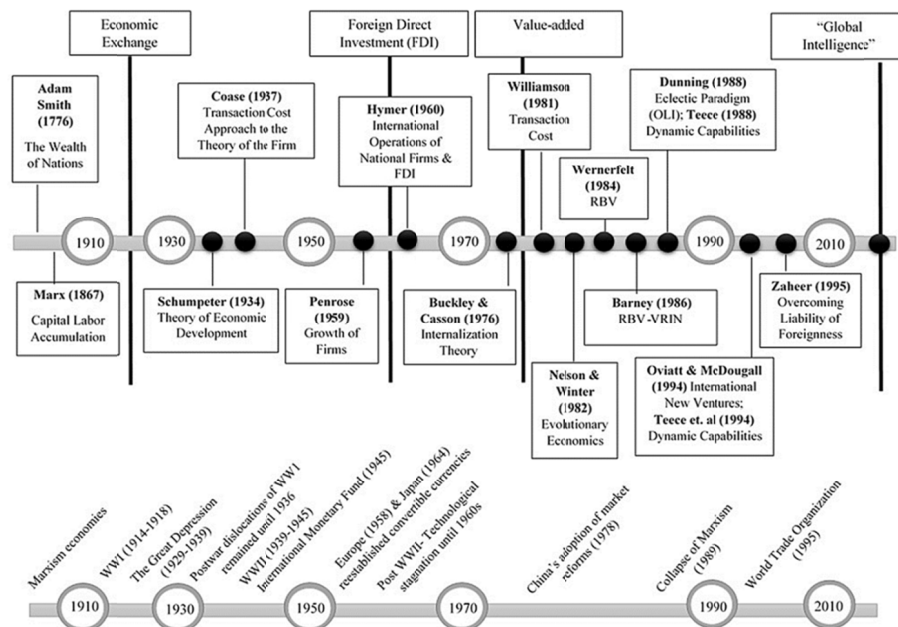 Economic
Exchange
Foreign Direct
Investment (FDI)
Value-added
“Global
Intelligence”
Adam
Smith
(1776)
The Wealth
of Nations
Coase (1937)
Transaction Cost
Approach to the
Theory of the Firm
Hymer (1960)
International
Operations of
National Firms &
FDI
Williamson
(1981)
Transaction
Cost
Wernerfelt
(1984)
RBV
Dunning (1988)
Eclectic Paradigm
(OLI); Teece (1988)
Dynamic Capabilities
1910
1930
1950
1970
1990
2010
Marx (1867)
Capital Labor
Accumulation
Schumpeter (1934)
Theory of Economic
Development
Penrose
(1959)
Growth of
Firms
Buckley &
Casson (1976)
Internalization
Theory
Nelson &
Winter
(1982)
Evolutionary
Economics
Barney (1986)
RBV-VRIN
Oviatt & McDougall
(1994) International
New Ventures;
Teece et. al (1994)
Dynamic Capabilities
Zaheer (1995)
Overcoming
Liability of
Foreignness
Marxism economies
WW1 (1914-1918)
The Great Depression
(1929-1939)
Postwar dislocations of WW1
remained until 1936
WWII (1939-1945)
International Monetary Fund (1945)
Europe (1958) & Japan (1964)
reestablished convertible currencies
Post WWII- Technological
stagnation until 1960s
China’s adoption of market
reforms (1978)
Collapse of Marxism
(1989)
World Trade Organization
(1995)
1910
1930
1950
1970
1990
2010